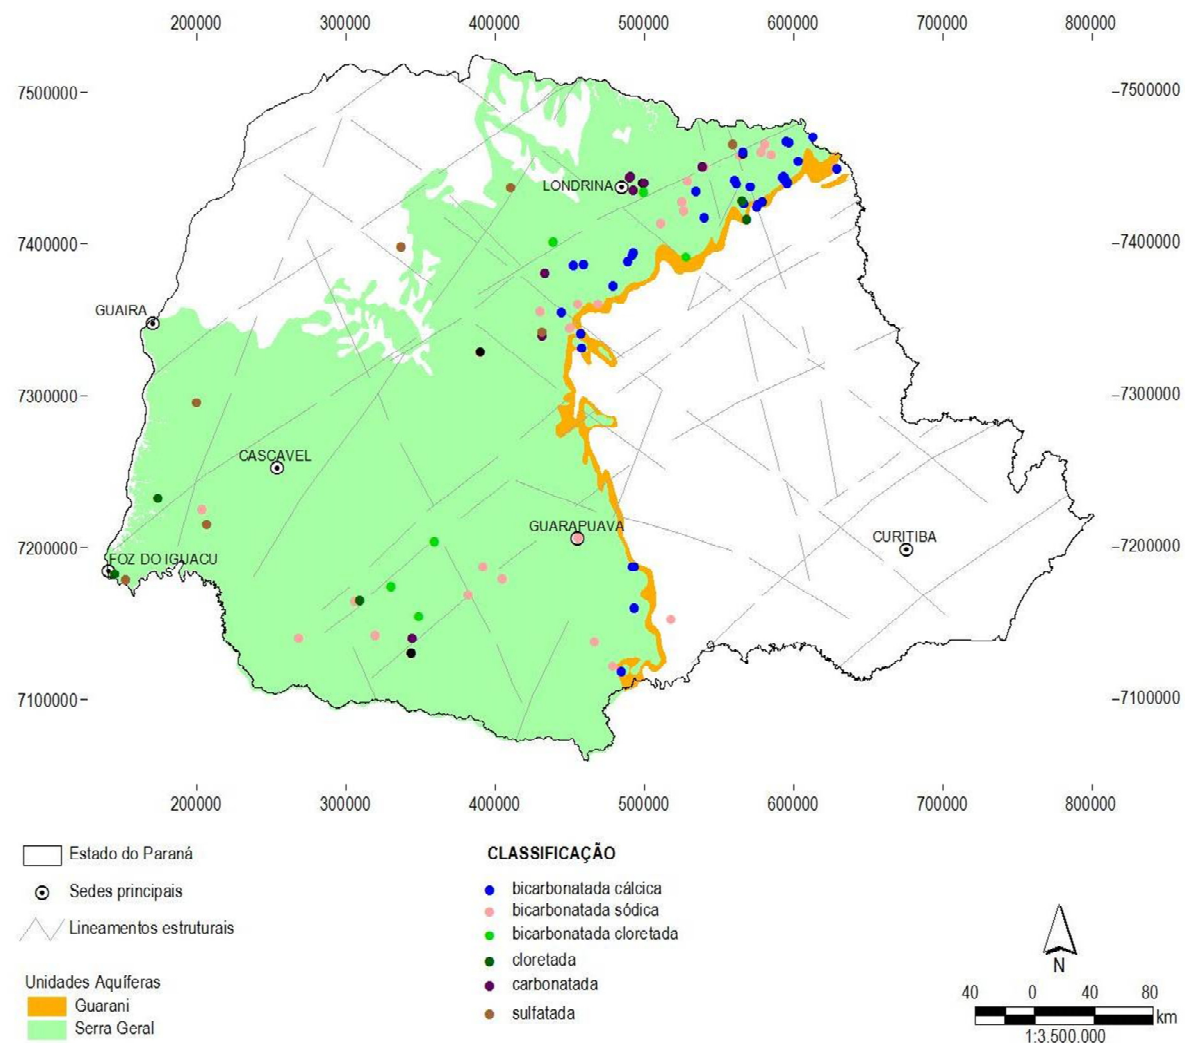 200000 300000 400000 500000 600000 700000 800000
7500000 7500000
LONDRINA
7400000 7400000
GUAIRA
7300000 7300000
CASCAVEL
GUARAPUAVA
CURITIBA
7200000 7200000
FOZ DO IGUACU
7100000 7100000
200000 300000 400000 500000 600000 700000 800000
Estado do Paraná
Sedes principais
Lineamentos estruturais
Unidades Aquíferas
Guarani
Serra Geral
CLASSIFICAÇÃO
bicarbonatada cálcica
bicarbonatada sódica
bicarbonatada cloretada
cloretada
carbonatada
sulfatada
N
40 0 40 80
km
1:3.500.000